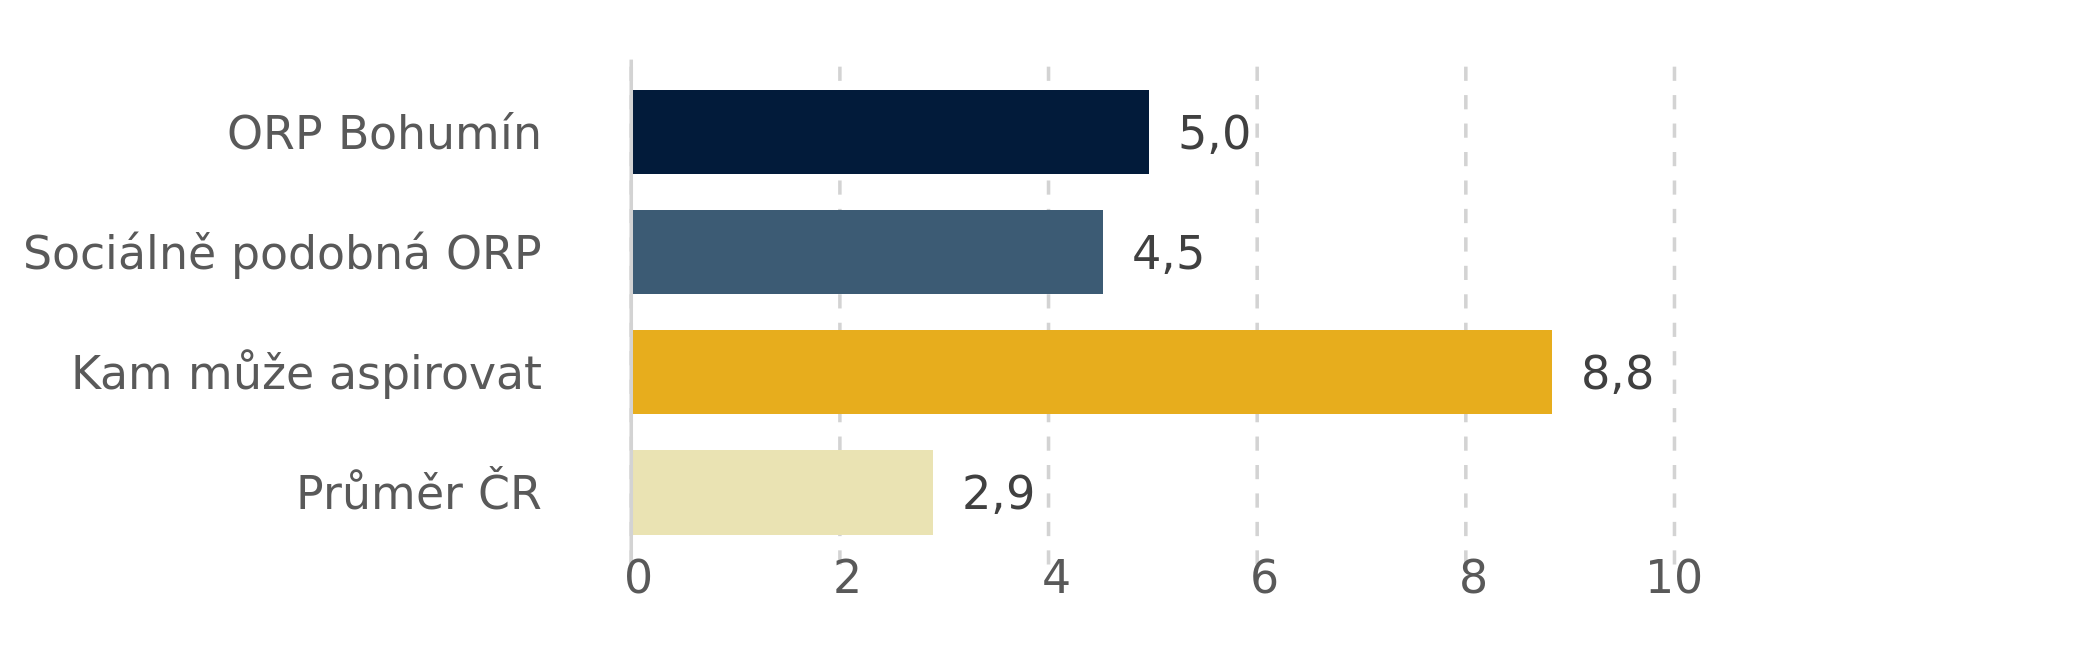 ORP Bohumín 5,0
Sociálně podobná ORP 4,5
Kam může aspirovat 8,8
Průměr ČR 2,9
0 2 4 6 8 10